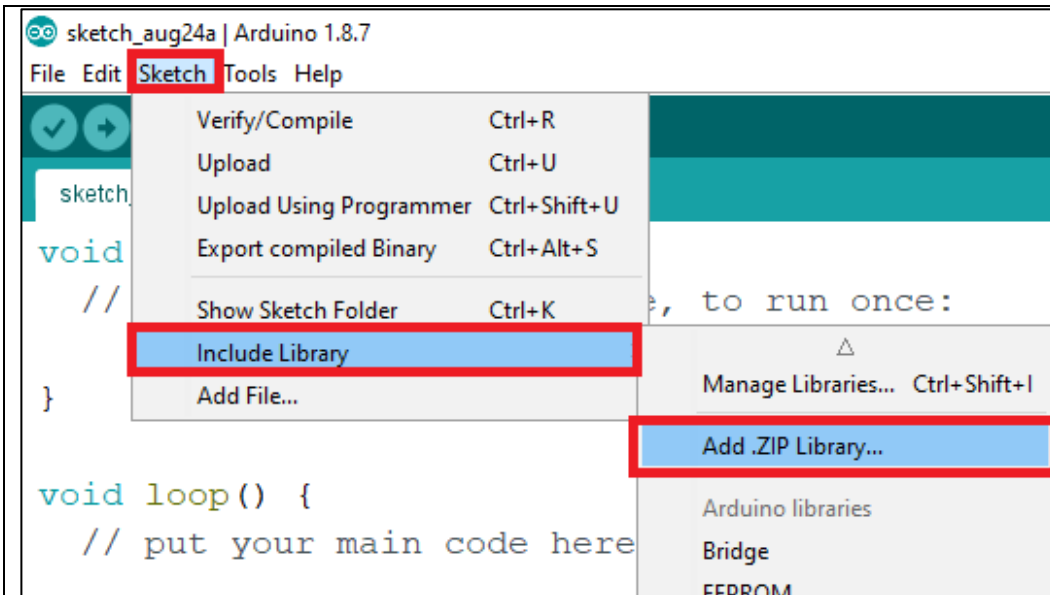 sketch_aug24a | Arduino 1.8.7
File Edit Sketch Tools Help
Verify/Compile Ctrl+R
Upload Ctrl+U
sketch_
Upload Using Programmer Ctrl+Shift+U
void
Export compiled Binary Ctrl+Alt+S
// , to run once:
Show Sketch Folder Ctrl+K
Include Library
Manage Libraries... Ctrl+Shift+I
}
Add File...
Add .ZIP Library...
void loop() {
Arduino libraries
// put your main code here
Bridge
EEPROM